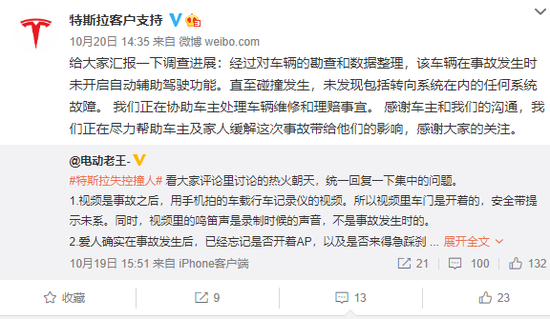 特斯拉客户支持
10月20日 14:35 来自 微博 weibo.com
给大家汇报一下调查进展：经过对车辆的勘查和数据整理，该车辆在事故发生时
未开启自动辅助驾驶功能。直至碰撞发生，未发现包括转向系统在内的任何系统
故障。 我们正在协助车主处理车辆维修和理赔事宜。 感谢车主和我们的沟通，我
们正在尽力帮助车主及家人缓解这次事故带给他们的影响，感谢大家的关注。
@电动老王-
#特斯拉失控撞人# 看大家评论里讨论的热火朝天，统一回复一下集中的问题。
1.视频是事故之后，用手机拍的车载行车记录仪的视频。所以视频里车门是开着的，安全带提
示未系。同时，视频里的鸣笛声是录制时候的声音，不是事故发生时的。
2.爱人确实在事故发生后，已经忘记是否开着AP，以及是否来得急踩刹 ... 展开全文
10月19日 15:51 来自 iPhone客户端 21 100 132
收藏 9 13 23